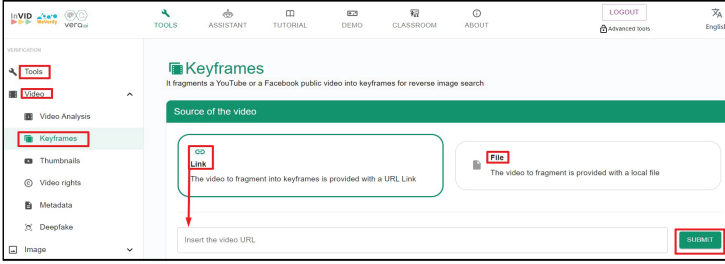 InVID
WeVerify
vera.ai
TOOLS
ASSISTANT
TUTORIAL
DEMO
CLASSROOM
ABOUT
LOGOUT
Advanced tools
English
VERIFICATION
Tools
Video
Video Analysis
Keyframes
Thumbnails
Video rights
Metadata
Deepfake
Image
Keyframes
It fragments a YouTube or a Facebook public video into keyframes for reverse image search
Source of the video
Link
The video to fragment into keyframes is provided with a URL Link
File
The video to fragment is provided with a local file
Insert the video URL
SUBMIT